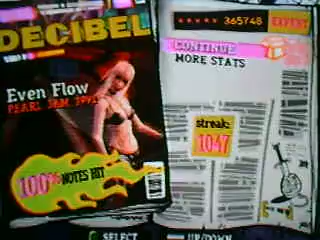 DECIBEL
Even Flow
PEARL JAM, 1991
100% NOTES HIT
365748 EXPERT
CONTINUE
MORE STATS
streak:
1047
SELECT
UP/DOWN